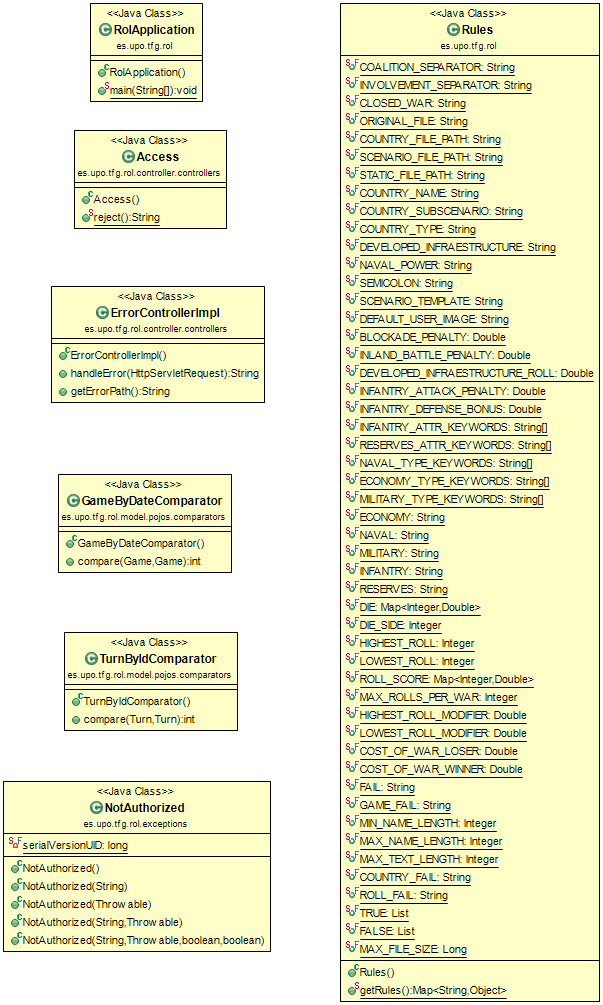 <<Java Class>>
RolApplication
es.upo.tfg.rol
RolApplication()
main(String[]):void
<<Java Class>>
Access
es.upo.tfg.rol.controller.controllers
Access()
reject():String
<<Java Class>>
ErrorControllerImpl
es.upo.tfg.rol.controller.controllers
ErrorControllerImpl()
handleError(HttpServletRequest):String
getErrorPath():String
<<Java Class>>
GameByDateComparator
es.upo.tfg.rol.model.pojos.comparators
GameByDateComparator()
compare(Game,Game):int
<<Java Class>>
TurnByIdComparator
es.upo.tfg.rol.model.pojos.comparators
TurnByIdComparator()
compare(Turn,Turn):int
<<Java Class>>
NotAuthorized
es.upo.tfg.rol.exceptions
serialVersionUID: long
NotAuthorized()
NotAuthorized(String)
NotAuthorized(Throwable)
NotAuthorized(String,Throwable)
NotAuthorized(String,Throwable,boolean,boolean)
<<Java Class>>
Rules
es.upo.tfg.rol
COALITION_SEPARATOR: String
INVOLVEMENT_SEPARATOR: String
CLOSED_WAR: String
ORIGINAL_FILE: String
COUNTRY_FILE_PATH: String
SCENARIO_FILE_PATH: String
STATIC_FILE_PATH: String
COUNTRY_NAME: String
COUNTRY_SUBSCENARIO: String
COUNTRY_TYPE: String
DEVELOPED_INFRAESTRUCTURE: String
NAVAL_POWER: String
SEMICOLON: String
SCENARIO_TEMPLATE: String
DEFAULT_USER_IMAGE: String
BLOCKADE_PENALTY: Double
INLAND_BATTLE_PENALTY: Double
DEVELOPED_INFRAESTRUCTURE_ROLL: Double
INFANTRY_ATTACK_PENALTY: Double
INFANTRY_DEFENSE_BONUS: Double
INFANTRY_ATTR_KEYWORDS: String[]
RESERVES_ATTR_KEYWORDS: String[]
NAVAL_TYPE_KEYWORDS: String[]
ECONOMY_TYPE_KEYWORDS: String[]
MILITARY_TYPE_KEYWORDS: String[]
ECONOMY: String
NAVAL: String
MILITARY: String
INFANTRY: String
RESERVES: String
DIE: Map<Integer,Double>
DIE_SIDE: Integer
HIGHEST_ROLL: Integer
LOWEST_ROLL: Integer
ROLL_SCORE: Map<Integer,Double>
MAX_ROLLS_PER_WAR: Integer
HIGHEST_ROLL_MODIFIER: Double
LOWEST_ROLL_MODIFIER: Double
COST_OF_WAR_LOSER: Double
COST_OF_WAR_WINNER: Double
FAIL: String
GAME_FAIL: String
MIN_NAME_LENGTH: Integer
MAX_NAME_LENGTH: Integer
MAX_TEXT_LENGTH: Integer
COUNTRY_FAIL: String
ROLL_FAIL: String
TRUE: List
FALSE: List
MAX_FILE_SIZE: Long
Rules()
getRules():Map<String,Object>